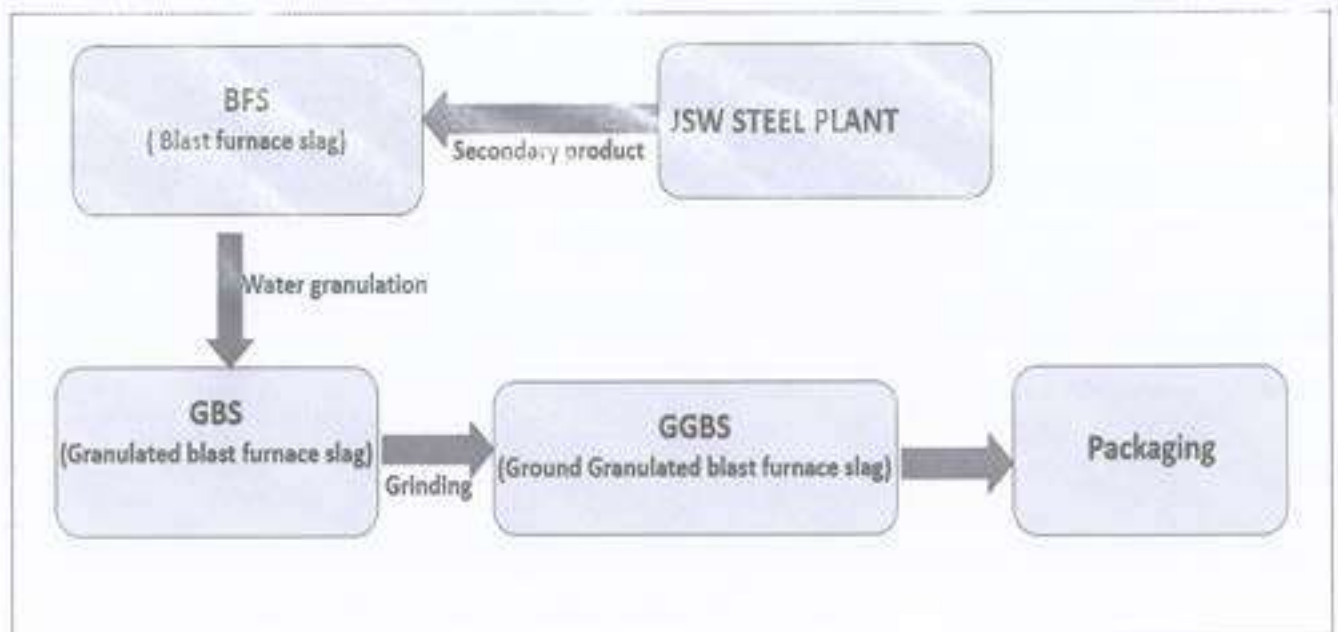 BFS
( Blast furnace slag)
JSW STEEL PLANT
Secondary product
Water granulation
GBS
(Granulated blast furnace slag)
Grinding
GGBS
(Ground Granulated blast furnace slag)
Packaging